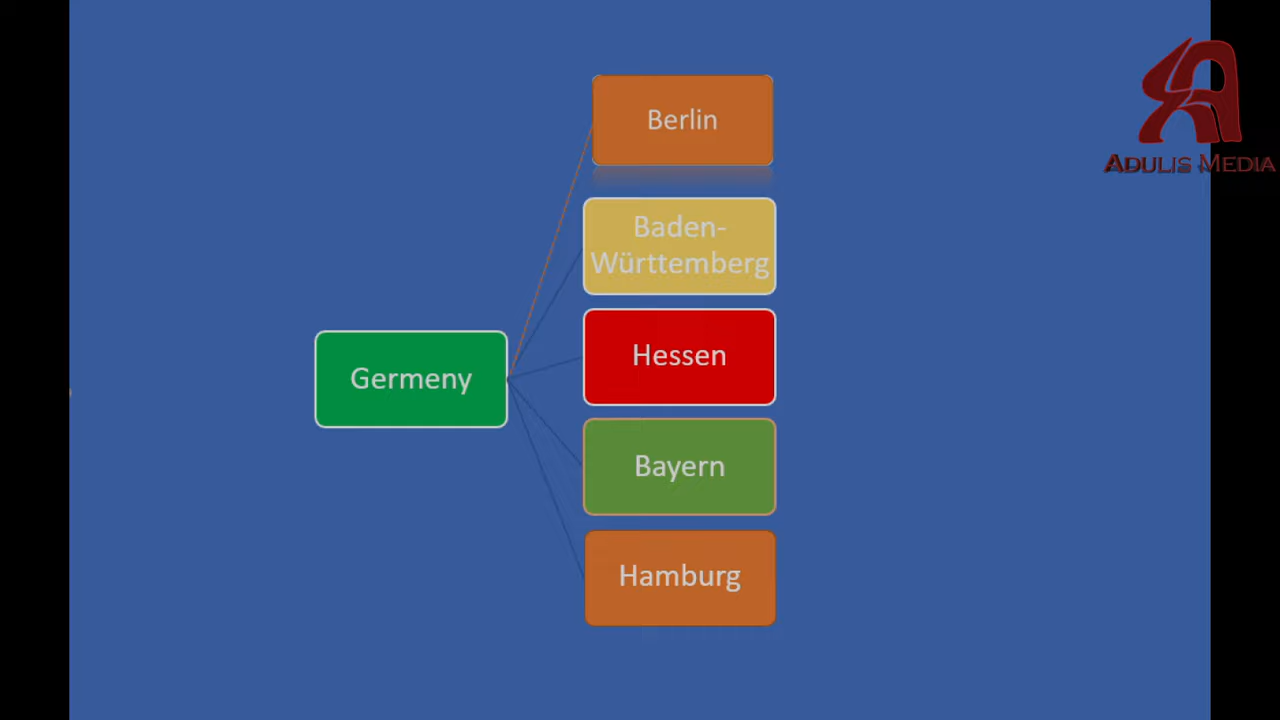 Berlin
Baden-
Württemberg
Hessen
Germeny
Bayern
Hamburg
ADULIS MEDIA